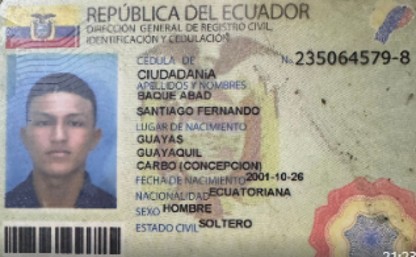 REPÚBLICA DEL ECUADOR
DIRECCIÓN GENERAL DE REGISTRO CIVIL,
IDENTIFICACIÓN Y CEDULACIÓN
CÉDULA DE No. 235064579-8
CIUDADANÍA
APELLIDOS Y NOMBRES
BAQUE ABAD
SANTIAGO FERNANDO
LUGAR DE NACIMIENTO
GUAYAS
GUAYAQUIL
CARBO (CONCEPCION)
FECHA DE NACIMIENTO 2001-10-26
NACIONALIDAD ECUATORIANA
SEXO HOMBRE
ESTADO CIVIL SOLTERO